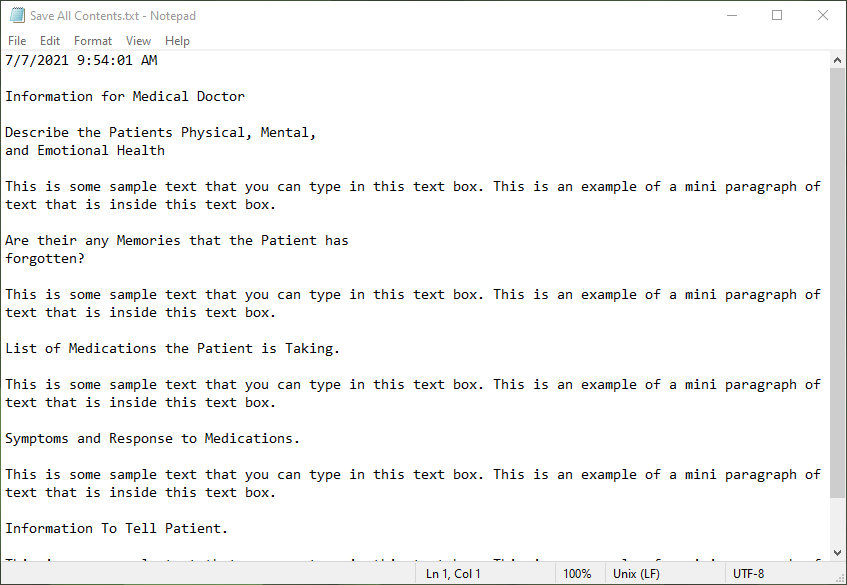 Save All Contents.txt - Notepad
File Edit Format View Help
7/7/2021 9:54:01 AM
Information for Medical Doctor
Describe the Patients Physical, Mental,
and Emotional Health
This is some sample text that you can type in this text box. This is an example of a mini paragraph of
text that is inside this text box.
Are their any Memories that the Patient has
forgotten?
This is some sample text that you can type in this text box. This is an example of a mini paragraph of
text that is inside this text box.
List of Medications the Patient is Taking.
This is some sample text that you can type in this text box. This is an example of a mini paragraph of
text that is inside this text box.
Symptoms and Response to Medications.
This is some sample text that you can type in this text box. This is an example of a mini paragraph of
text that is inside this text box.
Information To Tell Patient.
Ln 1, Col 1 100% Unix (LF) UTF-8